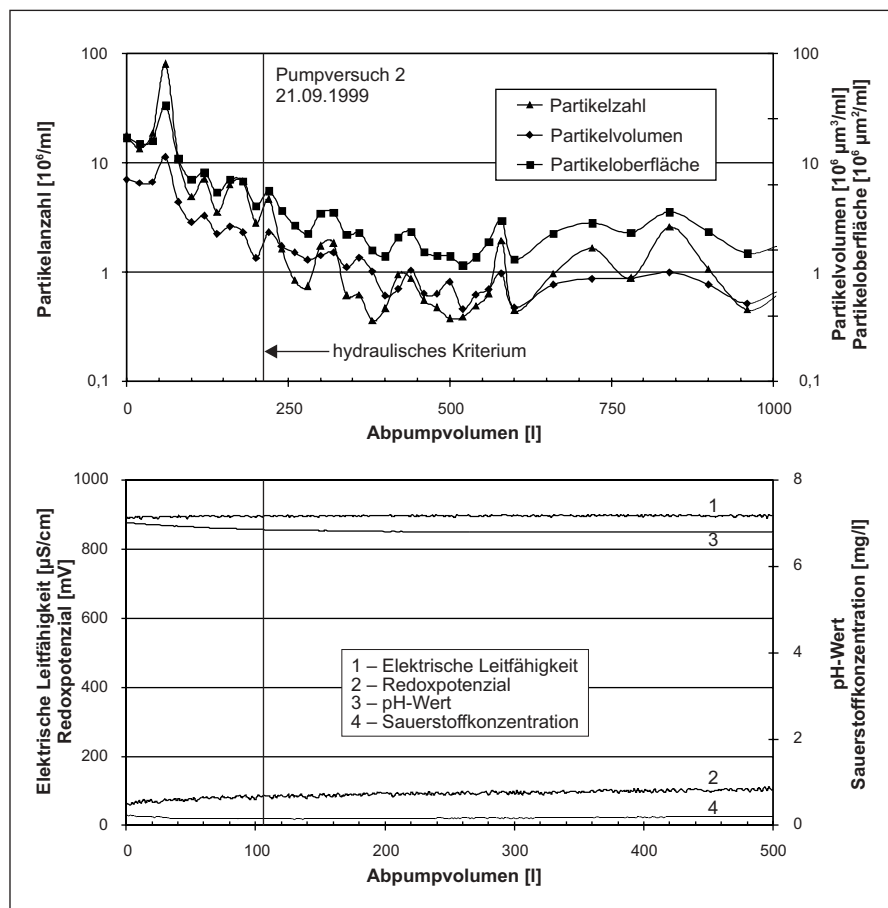 100
10
1
0,1
Partikelanzahl [10⁶/ml]
Pumpversuch 2
21.09.1999
Partikelzahl
Partikelvolumen
Partikeloberfläche
hydraulisches Kriterium
100
10
1
0,1
Partikelvolumen [10⁶ µm³/ml]
Partikeloberfläche [10⁶ µm²/ml]
0 250 500 750 1000
Abpumpvolumen [l]
1000
800
600
400
200
0
Elektrische Leitfähigkeit [µS/cm]
Redoxpotenzial [mV]
1
3
1 – Elektrische Leitfähigkeit
2 – Redoxpotenzial
3 – pH-Wert
4 – Sauerstoffkonzentration
2
4
8
6
4
2
0
pH-Wert
Sauerstoffkonzentration [mg/l]
0 100 200 300 400 500
Abpumpvolumen [l]